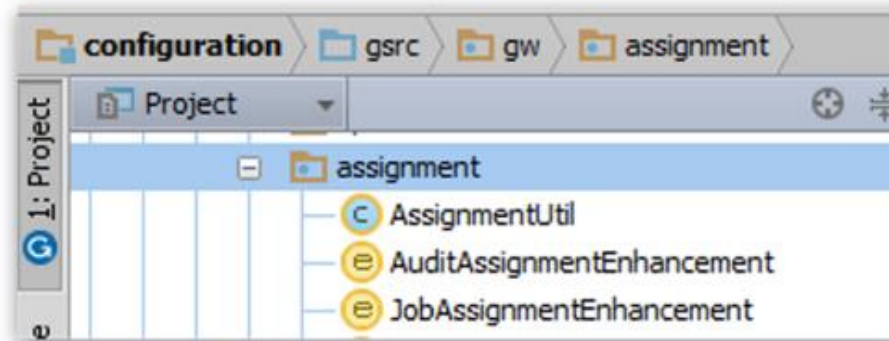 configuration gsrc gw assignment
1: Project
Project
assignment
AssignmentUtil
AuditAssignmentEnhancement
JobAssignmentEnhancement